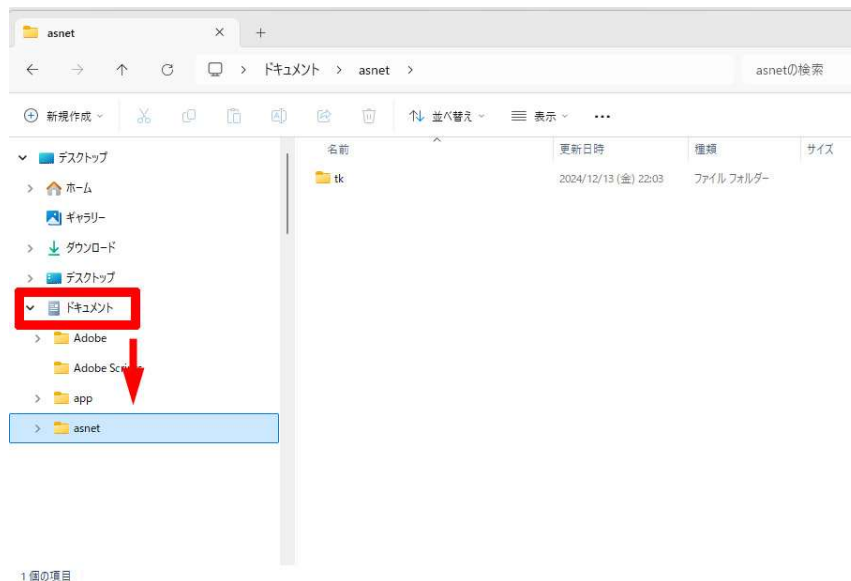 asnet
ドキュメント > asnet >
asnetの検索
新規作成
並べ替え
表示
名前 更新日時 種類 サイズ
tk 2024/12/13 (金) 22:03 ファイル フォルダー
デスクトップ
ホーム
ギャラリー
ダウンロード
デスクトップ
ドキュメント
Adobe
Adobe
app
asnet
1 個の項目